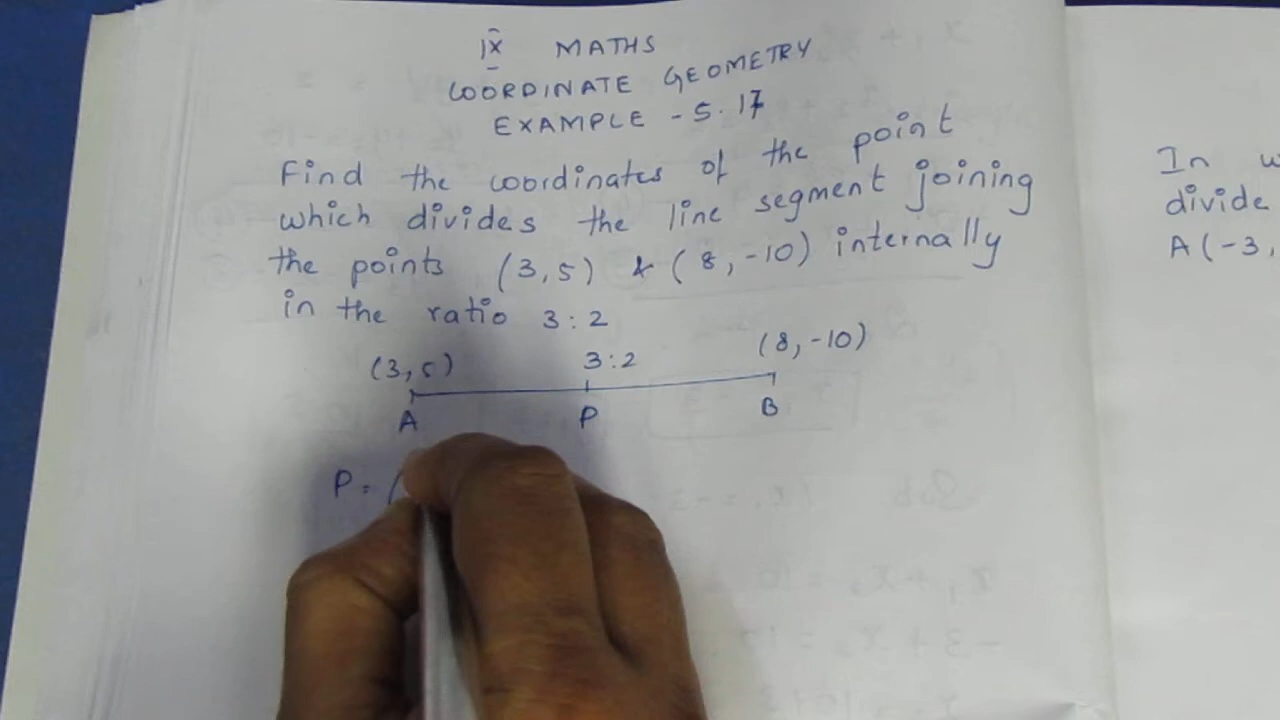 IX MATHS
COORDINATE GEOMETRY
EXAMPLE - 5.17
Find the coordinates of the point
which divides the line segment joining
the points (3,5) & (8,-10) internally
in the ratio 3:2
(3,5) 3:2 (8,-10)
A P B
P = (
In
divide
A(-3,